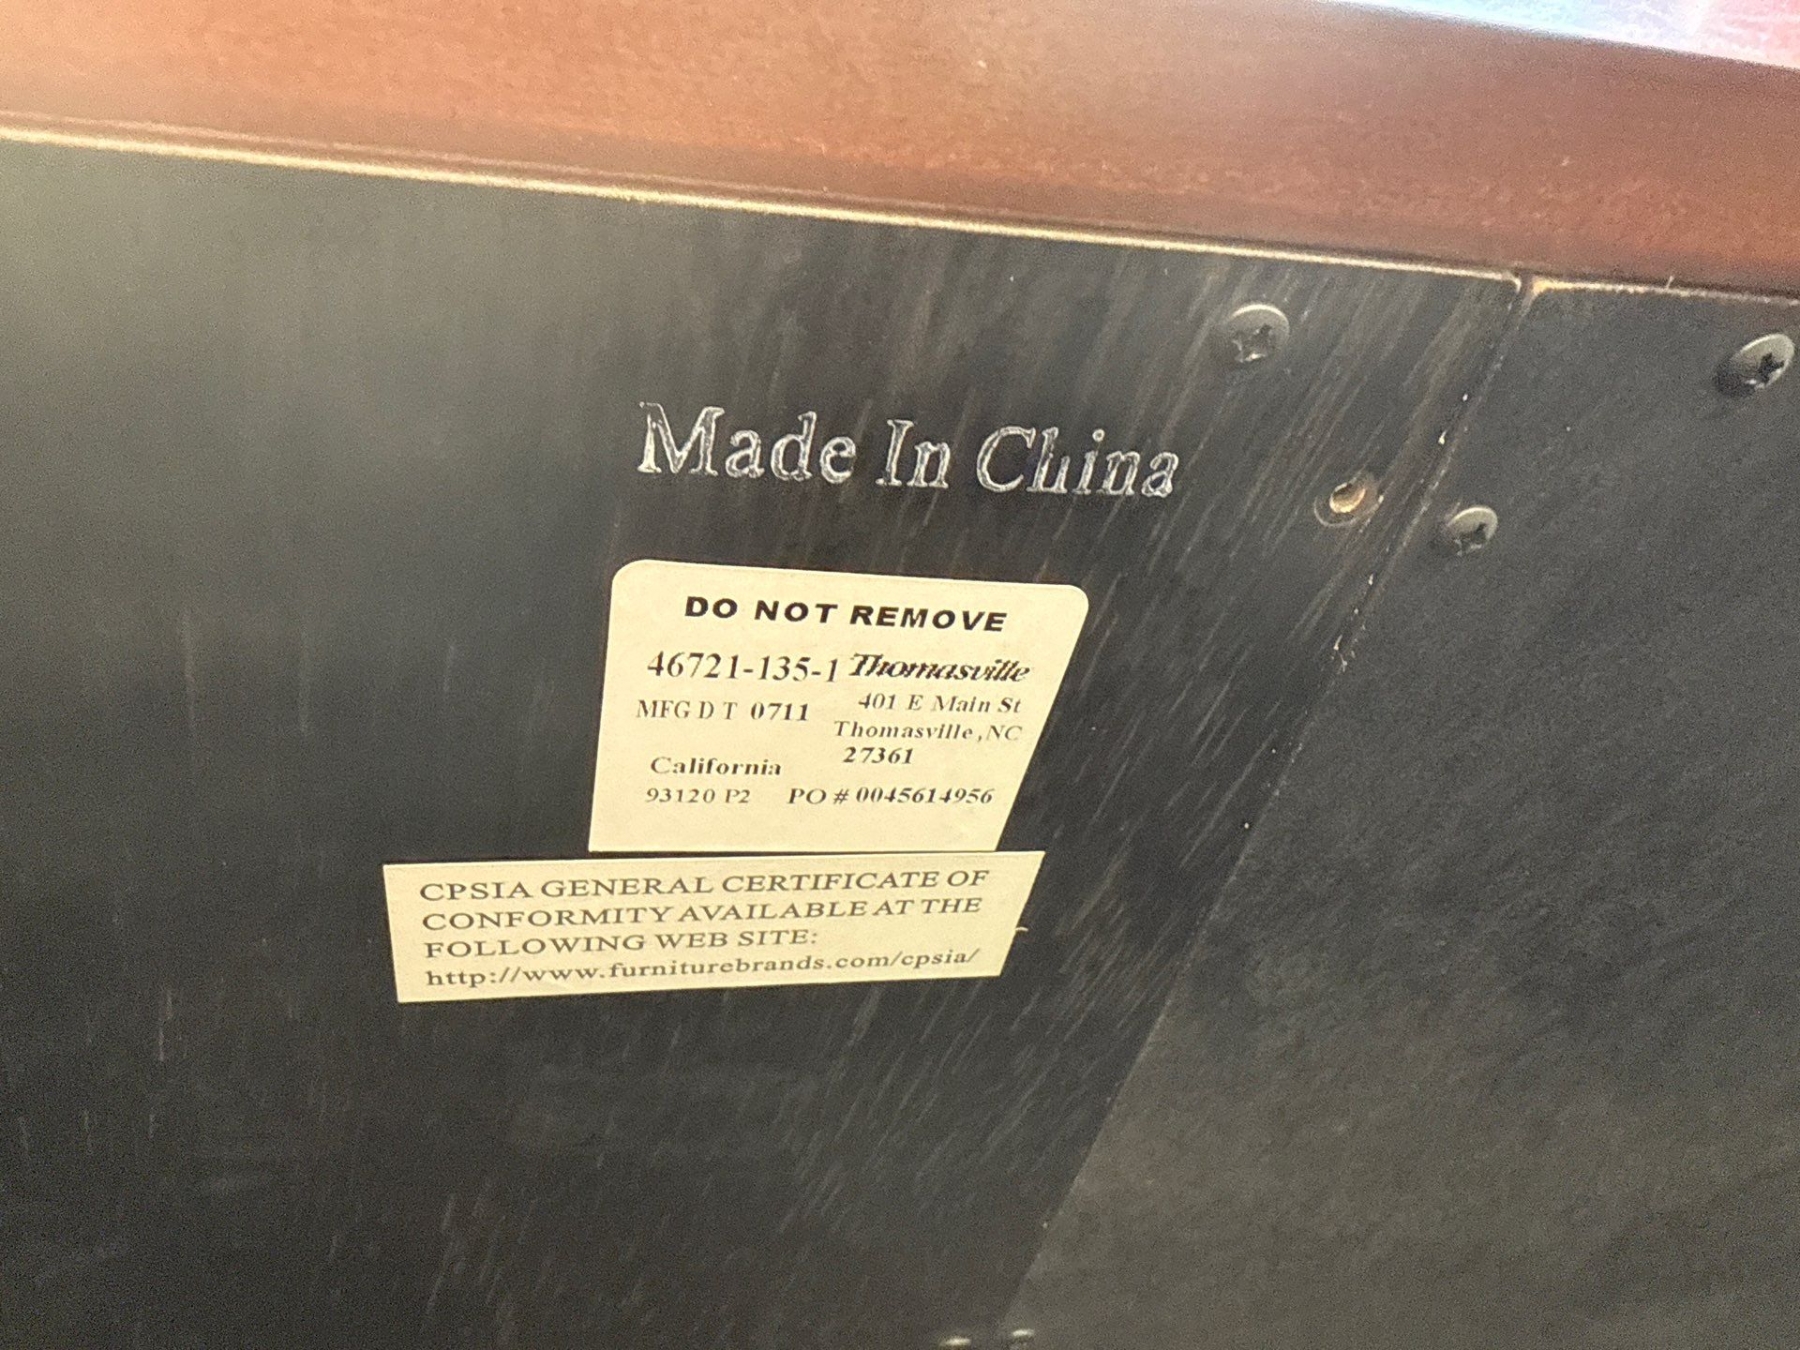 Made In China
DO NOT REMOVE
46721-135-1 Thomasville
MFG D T 0711 401 E Main St
Thomasville,NC
27361
California
93120 P2 PO # 0045614956
CPSIA GENERAL CERTIFICATE OF
CONFORMITY AVAILABLE AT THE
FOLLOWING WEB SITE:
http://www.furniturebrands.com/cpsia/